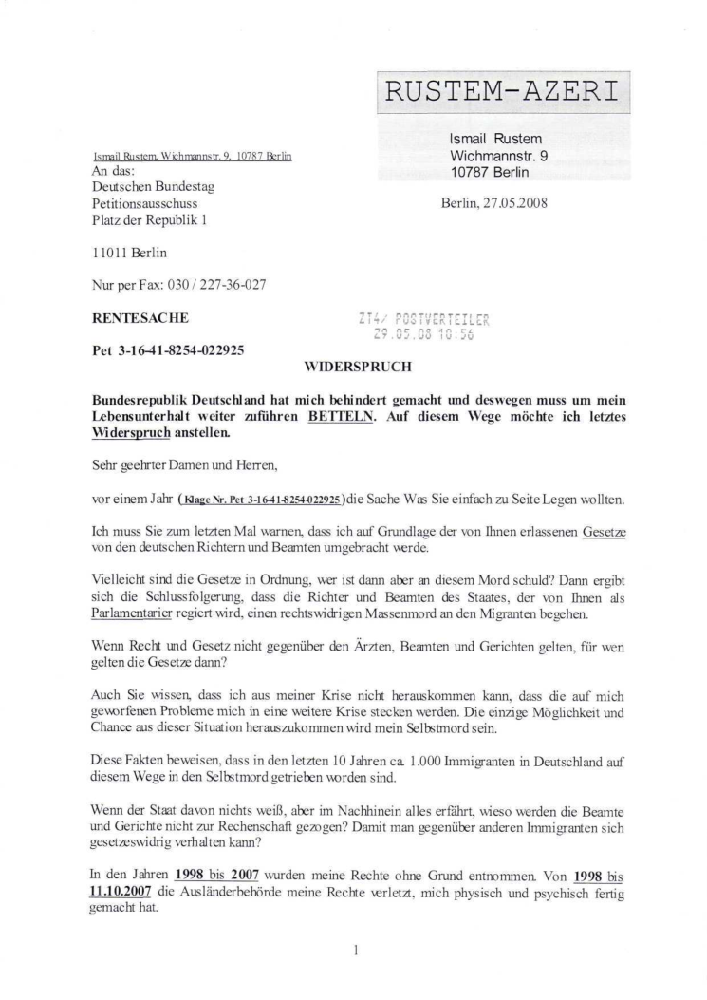 RUSTEM-AZERI
Ismail Rustem
Wichmannstr. 9
10787 Berlin
Ismail Rustem, Wichmannstr. 9, 10787 Berlin
An das:
Deutschen Bundestag
Petitionsausschuss
Platz der Republik 1
Berlin, 27.05.2008
11011 Berlin
Nur per Fax: 030 / 227-36-027
RENTESACHE
ZT4/ POSTVERTEILER
29.05.08 10:56
Pet 3-16-41-8254-022925
WIDERSPRUCH
Bundesrepublik Deutschland hat mich behindert gemacht und deswegen muss um mein
Lebensunterhalt weiter zuführen BETTELN. Auf diesem Wege möchte ich letztes
Widerspruch anstellen.
Sehr geehrter Damen und Herren,
vor einem Jahr ( Klage Nr. Pet 3-16-41-8254-022925)die Sache Was Sie einfach zu Seite Legen wollten.
Ich muss Sie zum letzten Mal warnen, dass ich auf Grundlage der von Ihnen erlassenen Gesetze
von den deutschen Richtern und Beamten umgebracht werde.
Vielleicht sind die Gesetze in Ordnung, wer ist dann aber an diesem Mord schuld? Dann ergibt
sich die Schlussfolgerung, dass die Richter und Beamten des Staates, der von Ihnen als
Parlamentarier regiert wird, einen rechtswidrigen Massenmord an den Migranten begehen.
Wenn Recht und Gesetz nicht gegenüber den Ärzten, Beamten und Gerichten gelten, für wen
gelten die Gesetze dann?
Auch Sie wissen, dass ich aus meiner Krise nicht herauskommen kann, dass die auf mich
geworfenen Probleme mich in eine weitere Krise stecken werden. Die einzige Möglichkeit und
Chance aus dieser Situation herauszukommen wird mein Selbstmord sein.
Diese Fakten beweisen, dass in den letzten 10 Jahren ca. 1.000 Immigranten in Deutschland auf
diesem Wege in den Selbstmord getrieben worden sind.
Wenn der Staat davon nichts weiß, aber im Nachhinein alles erfährt, wieso werden die Beamte
und Gerichte nicht zur Rechenschaft gezogen? Damit man gegenüber anderen Immigranten sich
gesetzeswidrig verhalten kann?
In den Jahren 1998 bis 2007 wurden meine Rechte ohne Grund entnommen. Von 1998 bis
11.10.2007 die Ausländerbehörde meine Rechte verletzt, mich physisch und psychisch fertig
gemacht hat.
1